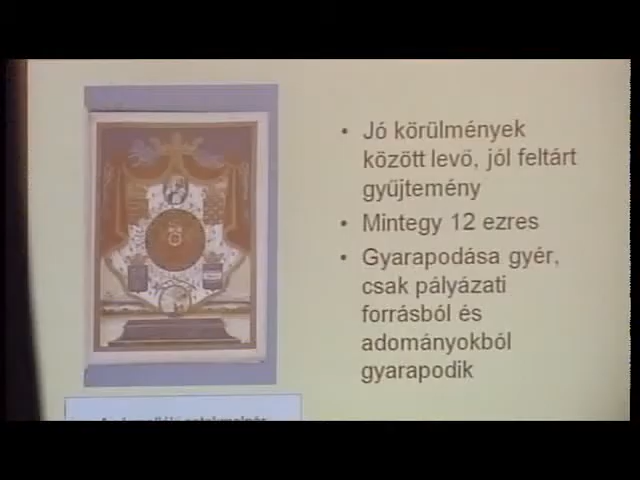 • Jó körülmények
között levő, jól feltárt
gyűjtemény
• Mintegy 12 ezres
• Gyarapodása gyér,
csak pályázati
forrásból és
adományokból
gyarapodik